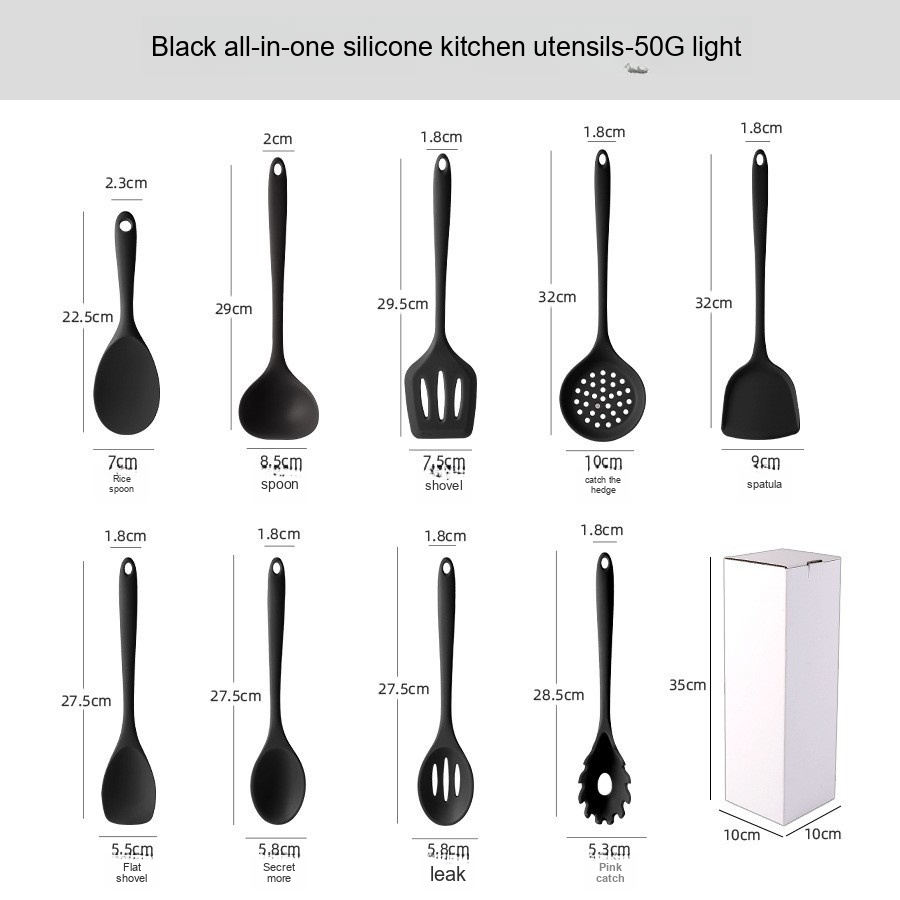 Black all-in-one silicone kitchen utensils-50G light
2.3cm
2cm
1.8cm
1.8cm
1.8cm
22.5cm
29cm
29.5cm
32cm
32cm
7cm
8.5cm
7.5cm
10cm
9cm
Rice
spoon
spoon
shovel
catch the
hedge
spatula
1.8cm
1.8cm
1.8cm
1.8cm
27.5cm
27.5cm
27.5cm
28.5cm
35cm
10cm
10cm
5.5cm
5.8cm
5.8cm
5.3cm
Flat
shovel
Secret
more
leak
Pink
catch